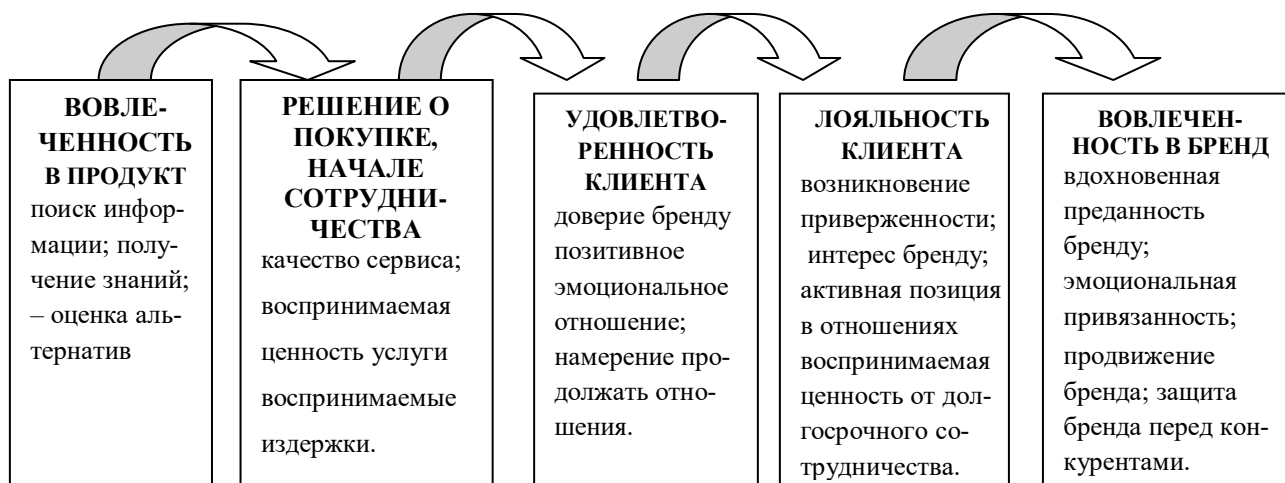 ВОВЛЕ-
ЧЕННОСТЬ
В ПРОДУКТ
поиск инфор-
мации; полу-
чение знаний;
– оценка аль-
тернатив
РЕШЕНИЕ О
ПОКУПКЕ,
НАЧАЛЕ
СОТРУДНИ-
ЧЕСТВА
качество сервиса;
воспринимаемая
ценность услуги
воспринимаемые
издержки.
УДОВЛЕТВО-
РЕННОСТЬ
КЛИЕНТА
доверие бренду
позитивное
эмоциональное
отношение;
намерение про-
должать отно-
шения.
ЛОЯЛЬНОСТЬ
КЛИЕНТА
возникновение
приверженности;
интерес бренду;
активная позиция
в отношениях
воспринимаемая
ценность от дол-
госрочного со-
трудничества.
ВОВЛЕЧЕН-
НОСТЬ В БРЕНД
вдохновенная
преданность
бренду;
эмоциональная
привязанность;
продвижение
бренда; защита
бренда перед кон-
курентами.